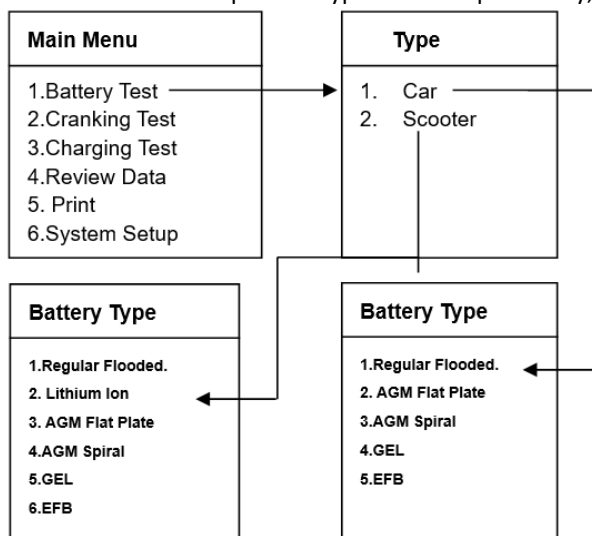 Main Menu
1.Battery Test
2.Cranking Test
3.Charging Test
4.Review Data
5. Print
6.System Setup
Type
1. Car
2. Scooter
Battery Type
1.Regular Flooded.
2. Lithium Ion
3. AGM Flat Plate
4.AGM Spiral
5.GEL
6.EFB
Battery Type
1.Regular Flooded.
2. AGM Flat Plate
3.AGM Spiral
4.GEL
5.EFB